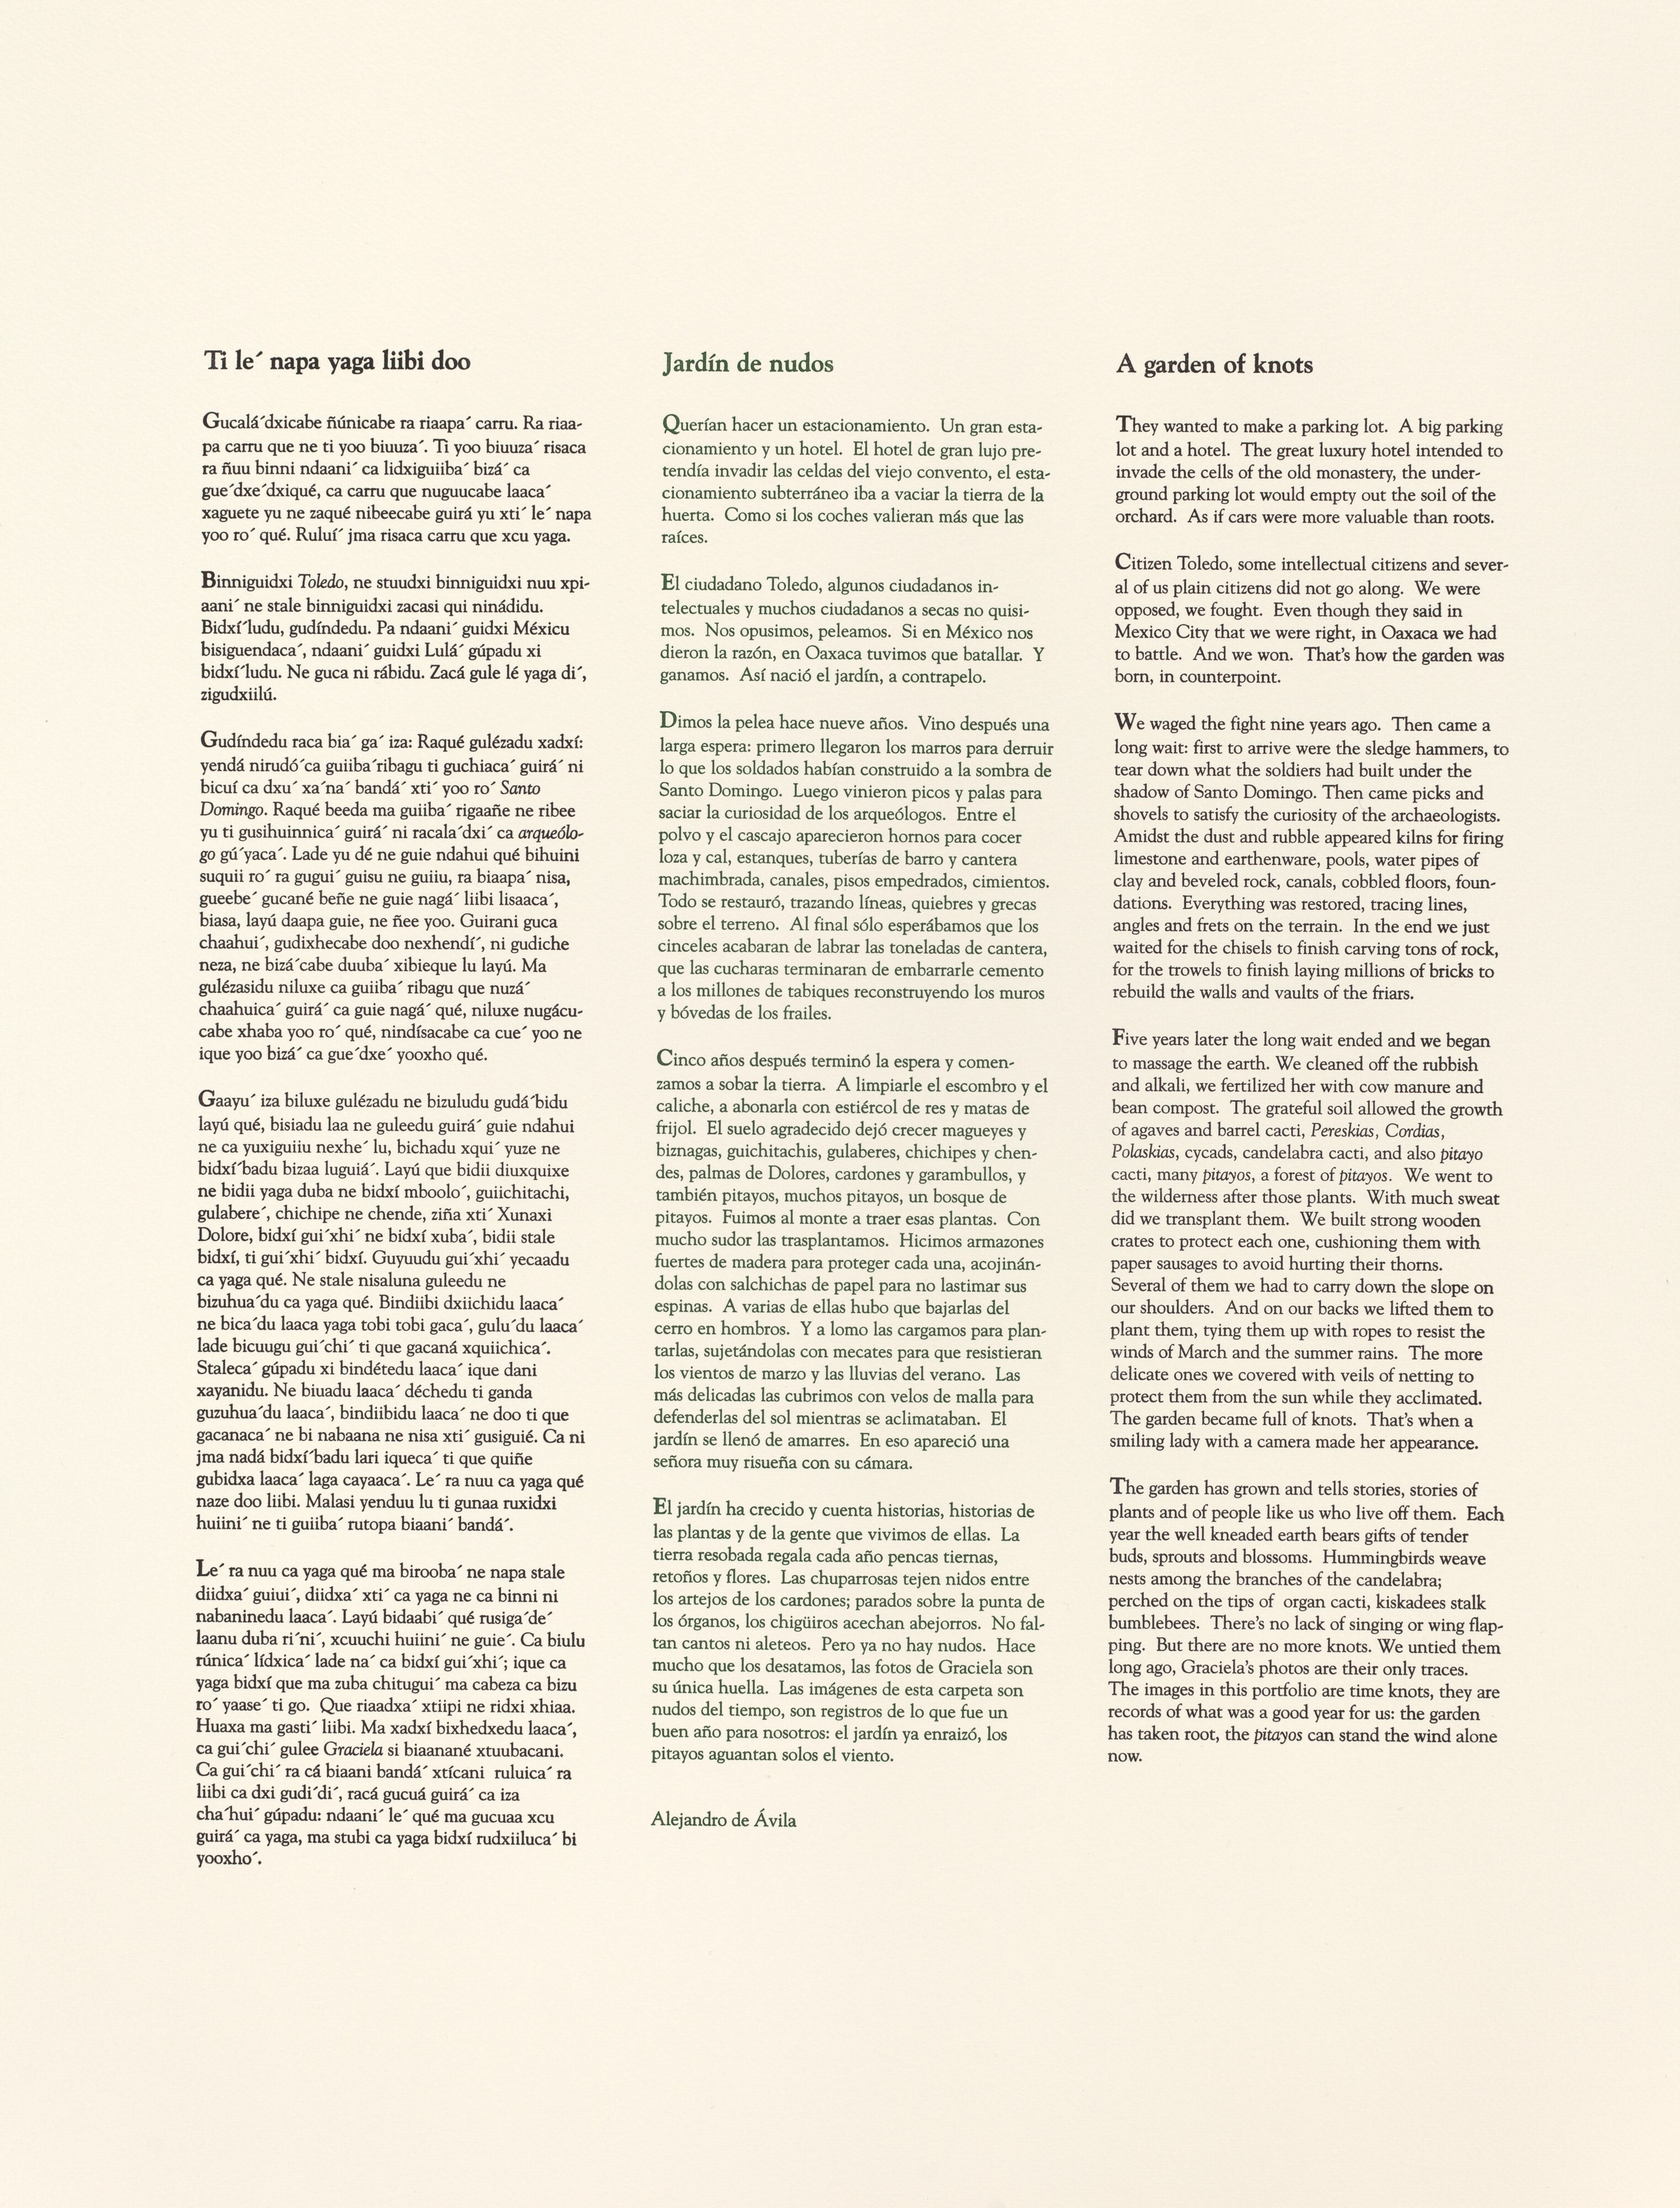 Ti le´ napa yaga liibi doo
Gucalá´dxicabe ñúnicabe ra riaapa´ carru. Ra riaa-
pa carru que ne ti yoo biuuza´. Ti yoo biuuza´ risaca
ra ñuu binni ndaani´ ca lidxiguiiba´ bizá´ ca
gue´dxe´dxiqué, ca carru que nuguucabe laaca´
xaguete yu ne zaqué nibeecabe guirá yu xti´ le´ napa
yoo ro´ qué. Ruluí´ jma risaca carru que xcu yaga.
Binniguidxi Toledo, ne stuudxi binniguidxi nuu xpi-
aani´ ne stale binniguidxi zacasi qui ninádidu.
Bidxí´ludu, gudíndedu. Pa ndaani´ guidxi Méxicu
bisiguendaca´, ndaani´ guidxi Lulá´ gúpadu xi
bidxí´ludu. Ne guca ni rábidu. Zacá gule lé yaga di´,
zigudxiilú.
Gudíndedu raca bia´ ga´ iza: Raqué gulézadu xadxí:
yendá nirudó´ca guiiba´ribagu ti guchiaca´ guirá´ ni
bicuí ca dxu´ xa´na´ bandá´ xti´ yoo ro´ Santo
Domingo. Raqué beeda ma guiiba´ rigaañe ne ribee
yu ti gusihuinnica´ guirá´ ni racala´dxi´ ca arqueólo-
go gú´yaca´. Lade yu dé ne guie ndahui qué bihuini
suquii ro´ ra gugui´ guisu ne guiiu, ra biaapa´ nisa,
gueebe´ gucané beñe ne guie nagá´ liibi lisaaca´,
biasa, layú daapa guie, ne ñee yoo. Guirani guca
chaahui´, gudixhecabe doo nexhendí´, ni gudiche
neza, ne bizá´cabe duuba´ xibieque lu layú. Ma
gulézasidu niluxe ca guiiba´ ribagu que nuzá´
chaahuica´ guirá´ ca guie nagá´ qué, niluxe nugácu-
cabe xhaba yoo ro´ qué, nindísacabe ca cue´ yoo ne
ique yoo bizá´ ca gue´dxe´ yooxho qué.
Gaayu´ iza biluxe gulézadu ne bizuludu gudá´bidu
layú qué, bisiadu laa ne guleedu guirá´ guie ndahui
ne ca yuxiguiiu nexhe´ lu, bichadu xqui´ yuze ne
bidxí´badu bizaa luguiá´. Layú que bidii diuxquixe
ne bidii yaga duba ne bidxí mboolo´, guiichitachi,
gulabere´, chichipe ne chende, ziña xti´ Xunaxi
Dolore, bidxí gui´xhi´ ne bidxí xuba´, bidii stale
bidxí, ti gui´xhi´ bidxí. Guyuudu gui´xhi´ yecaadu
ca yaga qué. Ne stale nisaluna guleedu ne
bizuhua´du ca yaga qué. Bindiibi dxiichidu laaca´
ne bica´du laaca yaga tobi tobi gaca´, gulu´du laaca´
lade bicuugu gui´chi´ ti que gacaná xquiichica´.
Staleca´ gúpadu xi bindétedu laaca´ ique dani
xayanidu. Ne biuadu laaca´ déchedu ti ganda
guzuhua´du laaca´, bindiibidu laaca´ ne doo ti que
gacanaca´ ne bi nabaana ne nisa xti´ gusiguié. Ca ni
jma nadá bidxí´badu lari iqueca´ ti que quiñe
gubidxa laaca´ laga cayaaca´. Le´ ra nuu ca yaga qué
naze doo liibi. Malasi yenduu lu ti gunaa ruxidxi
huiini´ ne ti guiiba´ rutopa biaani´ bandá´.
Le´ ra nuu ca yaga qué ma birooba´ ne napa stale
diidxa´ guiui´, diidxa´ xti´ ca yaga ne ca binni ni
nabaninedu laaca´. Layú bidaabi´ qué rusiga´de´
laanu duba ri´ni´, xcuuchi huiini´ ne guie´. Ca biulu
rúnica´ lídxica´ lade na´ ca bidxí gui´xhi´; ique ca
yaga bidxí que ma zuba chitugui´ ma cabeza ca bizu
ro´ yaase´ ti go.  Que riaadxa´ xtiipi ne ridxi xhiaa.
Huaxa ma gasti´ liibi. Ma xadxí bixhedxedu laaca´,
ca gui´chi´ gulee Graciela si biaanané xtuubacani.
Ca gui´chi´ ra cá biaani bandá´ xtícani  ruluica´ ra
liibi ca dxi gudi´di´, racá gucuá guirá´ ca iza
cha´hui´ gúpadu: ndaani´ le´ qué ma gucuaa xcu
guirá´ ca yaga, ma stubi ca yaga bidxí rudxiiluca´ bi
yooxho´.
Jardín de nudos
Querían hacer un estacionamiento.  Un gran esta-
cionamiento y un hotel.  El hotel de gran lujo pre-
tendía invadir las celdas del viejo convento, el esta-
cionamiento subterráneo iba a vaciar la tierra de la
huerta.  Como si los coches valieran más que las
raíces.
El ciudadano Toledo, algunos ciudadanos in-
telectuales y muchos ciudadanos a secas no quisi-
mos.  Nos opusimos, peleamos.  Si en México nos
dieron la razón, en Oaxaca tuvimos que batallar.  Y
ganamos.  Así nació el jardín, a contrapelo.
Dimos la pelea hace nueve años.  Vino después una
larga espera: primero llegaron los marros para derruir
lo que los soldados habían construido a la sombra de
Santo Domingo.  Luego vinieron picos y palas para
saciar la curiosidad de los arqueólogos.  Entre el
polvo y el cascajo aparecieron hornos para cocer
loza y cal, estanques, tuberías de barro y cantera
machimbrada, canales, pisos empedrados, cimientos.
Todo se restauró, trazando líneas, quiebres y grecas
sobre el terreno.  Al final sólo esperábamos que los
cinceles acabaran de labrar las toneladas de cantera,
que las cucharas terminaran de embarrarle cemento
a los millones de tabiques reconstruyendo los muros
y bóvedas de los frailes.
Cinco años después terminó la espera y comen-
zamos a sobar la tierra.  A limpiarle el escombro y el
caliche, a abonarla con estiércol de res y matas de
frijol.  El suelo agradecido dejó crecer magueyes y
biznagas, guichitachis, gulaberes, chichipes y chen-
des, palmas de Dolores, cardones y garambullos, y
también pitayos, muchos pitayos, un bosque de
pitayos.  Fuimos al monte a traer esas plantas.  Con
mucho sudor las trasplantamos.  Hicimos armazones
fuertes de madera para proteger cada una, acojinán-
dolas con salchichas de papel para no lastimar sus
espinas.  A varias de ellas hubo que bajarlas del
cerro en hombros.  Y a lomo las cargamos para plan-
tarlas, sujetándolas con mecates para que resistieran
los vientos de marzo y las lluvias del verano.  Las
más delicadas las cubrimos con velos de malla para
defenderlas del sol mientras se aclimataban.  El
jardín se llenó de amarres.  En eso apareció una
señora muy risueña con su cámara.
El jardín ha crecido y cuenta historias, historias de
las plantas y de la gente que vivimos de ellas.  La
tierra resobada regala cada año pencas tiernas,
retoños y flores.  Las chuparrosas tejen nidos entre
los artejos de los cardones; parados sobre la punta de
los órganos, los chigüiros acechan abejorros.  No fal-
tan cantos ni aleteos.  Pero ya no hay nudos.  Hace
mucho que los desatamos, las fotos de Graciela son
su única huella.  Las imágenes de esta carpeta son
nudos del tiempo, son registros de lo que fue un
buen año para nosotros: el jardín ya enraizó, los
pitayos aguantan solos el viento.
Alejandro de Ávila
A garden of knots
They wanted to make a parking lot.  A big parking
lot and a hotel.  The great luxury hotel intended to
invade the cells of the old monastery, the under-
ground parking lot would empty out the soil of the
orchard.  As if cars were more valuable than roots.
Citizen Toledo, some intellectual citizens and sever-
al of us plain citizens did not go along.  We were
opposed, we fought.  Even though they said in
Mexico City that we were right, in Oaxaca we had
to battle.  And we won.  That's how the garden was
born, in counterpoint.
We waged the fight nine years ago.  Then came a
long wait: first to arrive were the sledge hammers, to
tear down what the soldiers had built under the
shadow of Santo Domingo. Then came picks and
shovels to satisfy the curiosity of the archaeologists.
Amidst the dust and rubble appeared kilns for firing
limestone and earthenware, pools, water pipes of
clay and beveled rock, canals, cobbled floors, foun-
dations.  Everything was restored, tracing lines,
angles and frets on the terrain.  In the end we just
waited for the chisels to finish carving tons of rock,
for the trowels to finish laying millions of bricks to
rebuild the walls and vaults of the friars.
Five years later the long wait ended and we began
to massage the earth. We cleaned off the rubbish
and alkali, we fertilized her with cow manure and
bean compost.  The grateful soil allowed the growth
of agaves and barrel cacti, Pereskias, Cordias,
Polaskias, cycads, candelabra cacti, and also pitayo
cacti, many pitayos, a forest of pitayos.  We went to
the wilderness after those plants.  With much sweat
did we transplant them.  We built strong wooden
crates to protect each one, cushioning them with
paper sausages to avoid hurting their thorns.
Several of them we had to carry down the slope on
our shoulders.  And on our backs we lifted them to
plant them, tying them up with ropes to resist the
winds of March and the summer rains.  The more
delicate ones we covered with veils of netting to
protect them from the sun while they acclimated.
The garden became full of knots.  That's when a
smiling lady with a camera made her appearance.
The garden has grown and tells stories, stories of
plants and of people like us who live off them.  Each
year the well kneaded earth bears gifts of tender
buds, sprouts and blossoms.  Hummingbirds weave
nests among the branches of the candelabra;
perched on the tips of  organ cacti, kiskadees stalk
bumblebees.  There's no lack of singing or wing flap-
ping.  But there are no more knots. We untied them
long ago, Graciela's photos are their only traces.
The images in this portfolio are time knots, they are
records of what was a good year for us: the garden
has taken root, the pitayos can stand the wind alone
now.